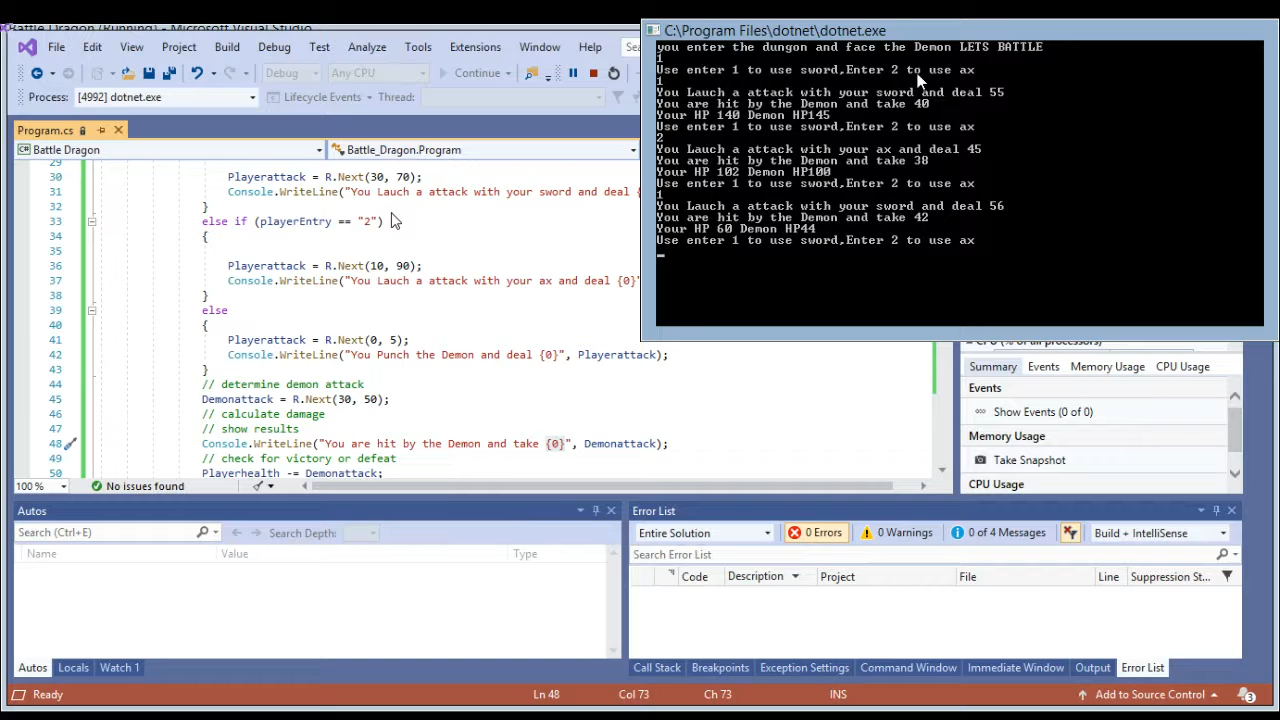 Battle Dragon (Running) - Microsoft Visual Studio
File Edit View Project Build Debug Test Analyze Tools Extensions Window Help Se
Debug Any CPU Continue
Process: [4992] dotnet.exe Lifecycle Events Thread:
Program.cs
Battle Dragon Battle_Dragon.Program
29
30 Playerattack = R.Next(30, 70);
31 Console.WriteLine("You Lauch a attack with your sword and deal {
32 }
33 else if (playerEntry == "2")
34 {
35
36 Playerattack = R.Next(10, 90);
37 Console.WriteLine("You Lauch a attack with your ax and deal {0}"
38 }
39 else
40 {
41 Playerattack = R.Next(0, 5);
42 Console.WriteLine("You Punch the Demon and deal {0}", Playerattack);
43 }
44 // determine demon attack
45 Demonattack = R.Next(30, 50);
46 // calculate damage
47 // show results
48 Console.WriteLine("You are hit by the Demon and take {0}", Demonattack);
49 // check for victory or defeat
50 Playerhealth -= Demonattack;
100 % No issues found
C:\Program Files\dotnet\dotnet.exe
you enter the dungon and face the Demon LETS BATTLE
1
Use enter 1 to use sword,Enter 2 to use ax
1
You Lauch a attack with your sword and deal 55
You are hit by the Demon and take 40
Your HP 140 Demon HP145
Use enter 1 to use sword,Enter 2 to use ax
2
You Lauch a attack with your ax and deal 45
You are hit by the Demon and take 38
Your HP 102 Demon HP100
Use enter 1 to use sword,Enter 2 to use ax
1
You Lauch a attack with your sword and deal 56
You are hit by the Demon and take 42
Your HP 60 Demon HP44
Use enter 1 to use sword,Enter 2 to use ax
CPU (% of all processors)
Summary Events Memory Usage CPU Usage
Events
Show Events (0 of 0)
Memory Usage
Take Snapshot
CPU Usage
Autos
Search (Ctrl+E) Search Depth:
Name Value Type
Autos Locals Watch 1
Error List
Entire Solution 0 Errors 0 Warnings 0 of 4 Messages Build + IntelliSense
Search Error List
Code Description Project File Line Suppression St...
Call Stack Breakpoints Exception Settings Command Window Immediate Window Output Error List
Ready Ln 48 Col 73 Ch 73 INS Add to Source Control 3